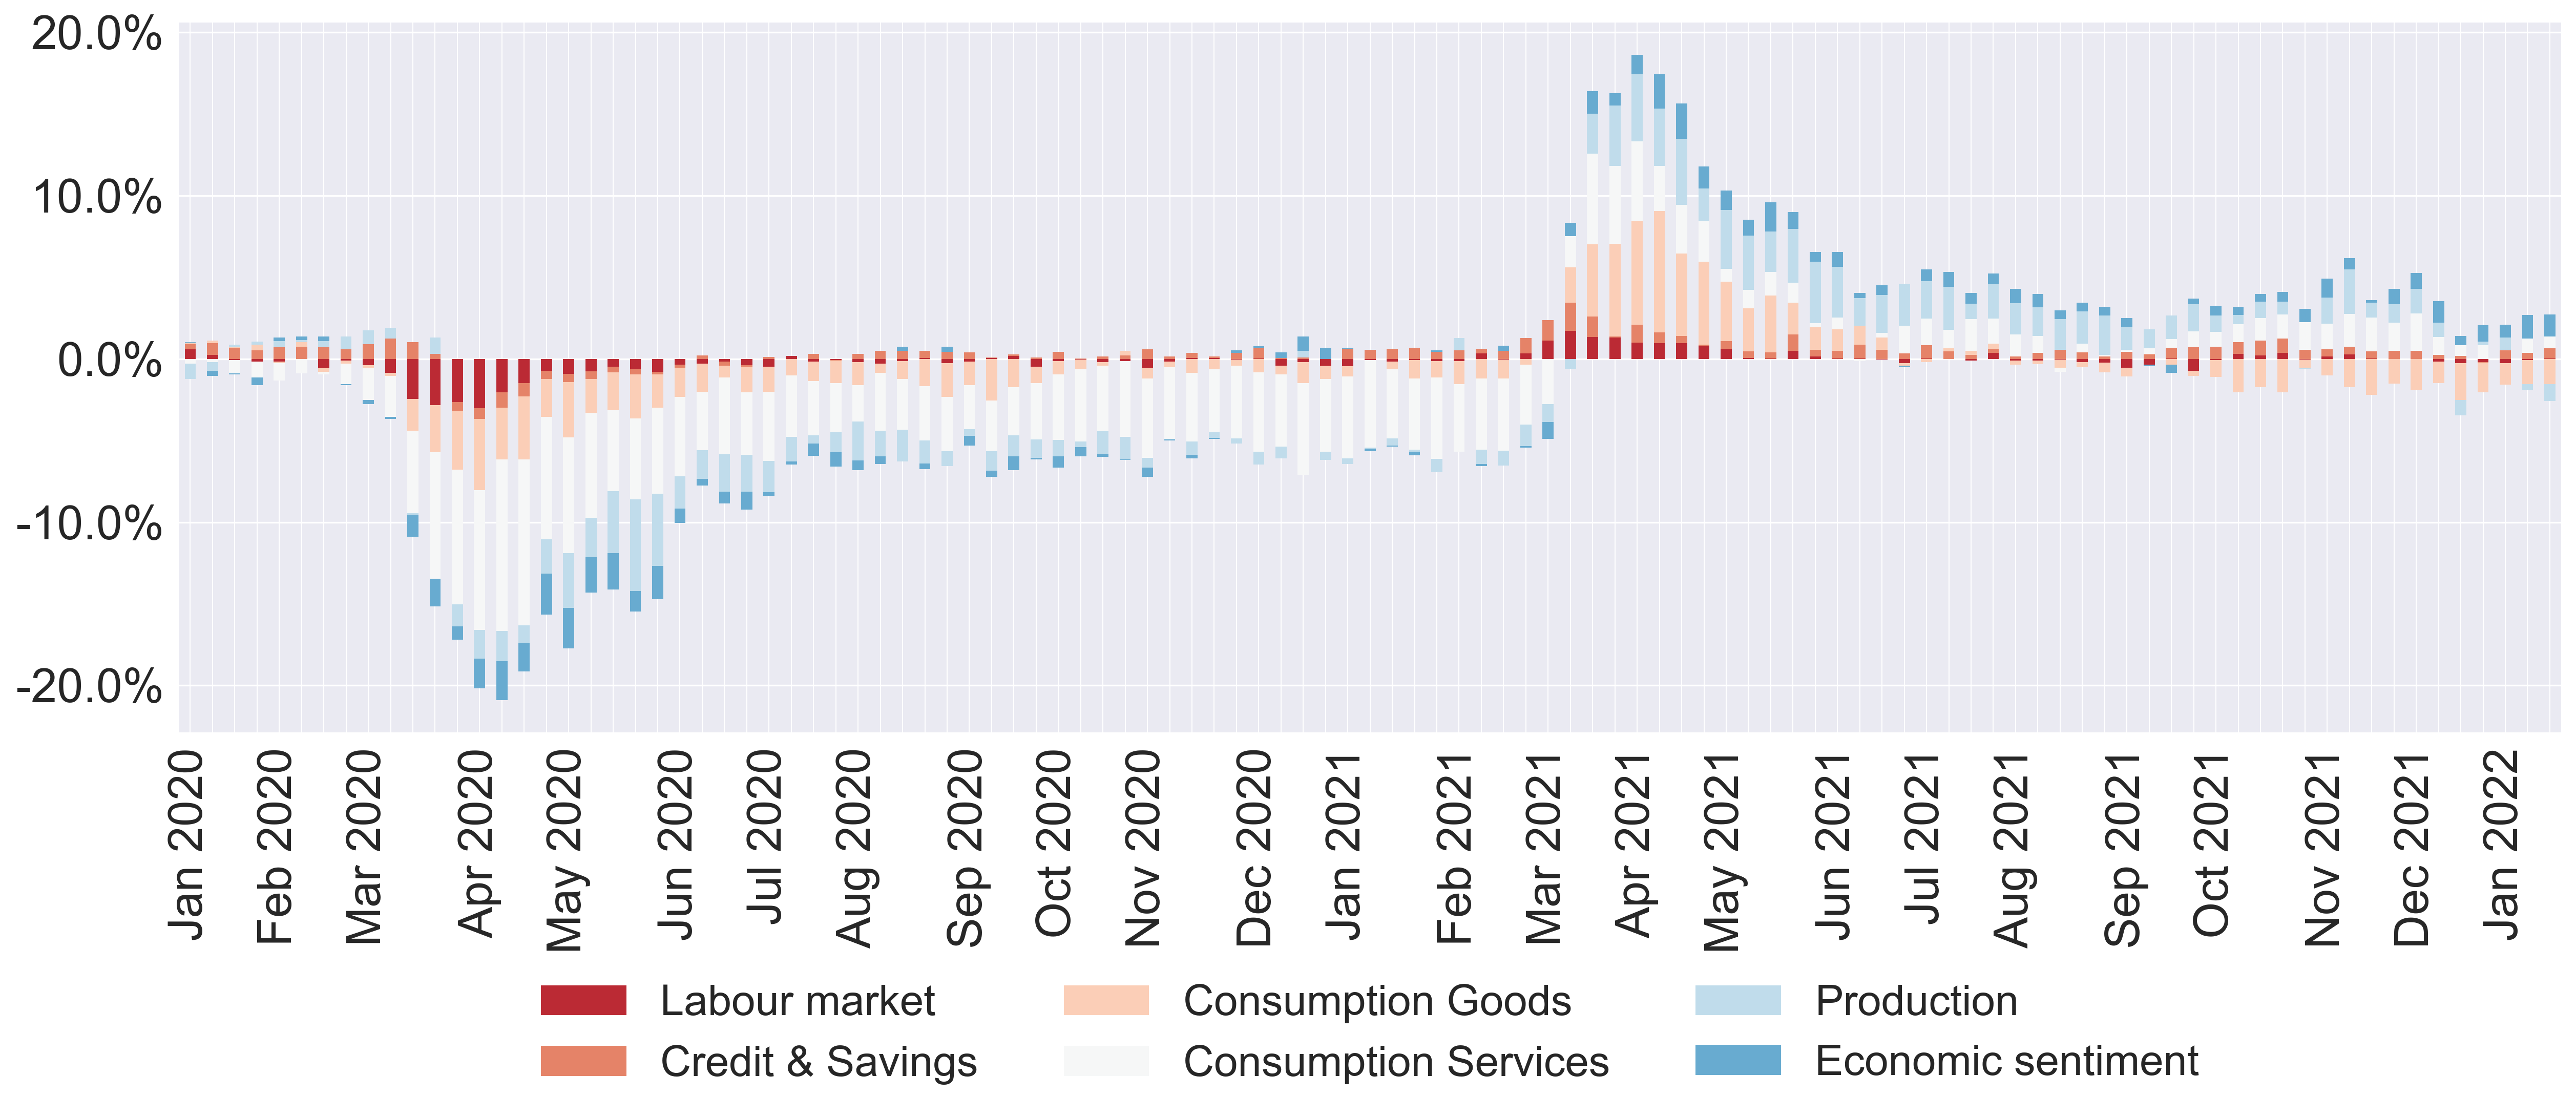 20.0%
10.0%
0.0%
-10.0%
-20.0%
Jan 2020
Feb 2020
Mar 2020
Apr 2020
May 2020
Jun 2020
Jul 2020
Aug 2020
Sep 2020
Oct 2020
Nov 2020
Dec 2020
Jan 2021
Feb 2021
Mar 2021
Apr 2021
May 2021
Jun 2021
Jul 2021
Aug 2021
Sep 2021
Oct 2021
Nov 2021
Dec 2021
Jan 2022
Labour market
Credit & Savings
Consumption Goods
Consumption Services
Production
Economic sentiment